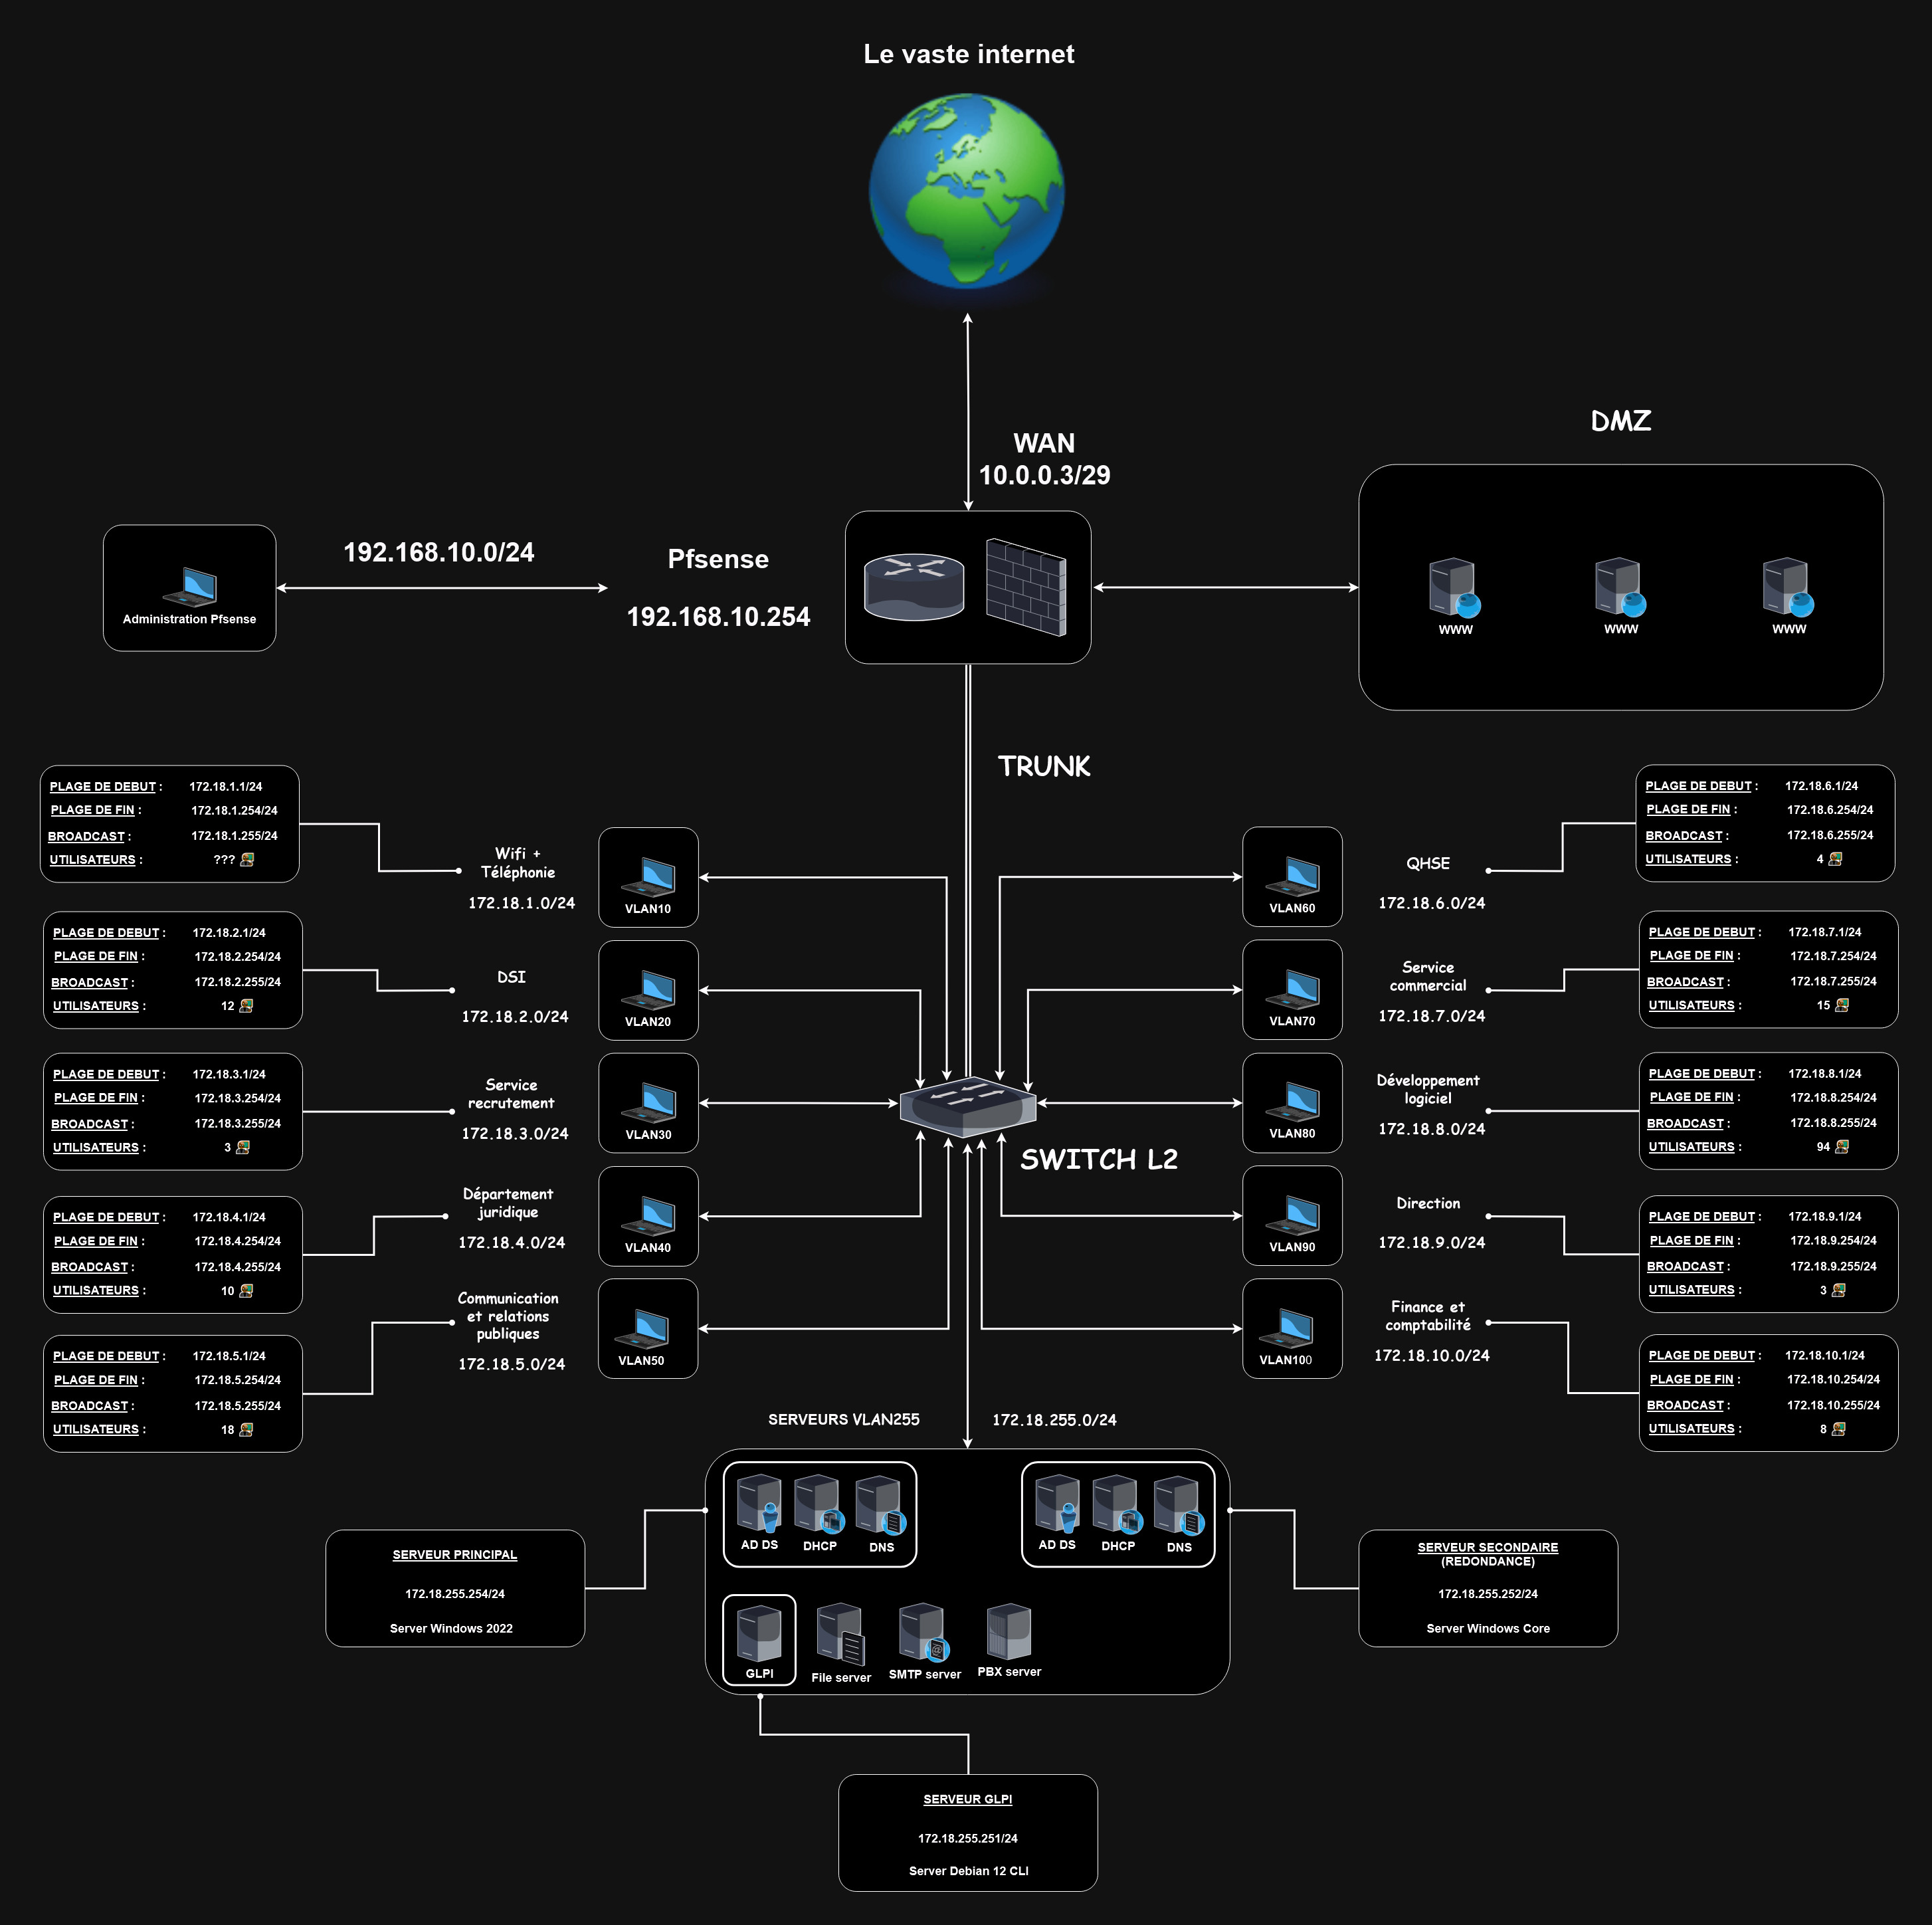 Le vaste internet
WAN
10.0.0.3/29
DMZ
192.168.10.0/24
Pfsense
192.168.10.254
Administration Pfsense
WWW
WWW
WWW
TRUNK
PLAGE DE DEBUT : 172.18.1.1/24
PLAGE DE FIN : 172.18.1.254/24
BROADCAST : 172.18.1.255/24
UTILISATEURS : ???
Wifi +
Téléphonie
172.18.1.0/24
VLAN10
PLAGE DE DEBUT : 172.18.2.1/24
PLAGE DE FIN : 172.18.2.254/24
BROADCAST : 172.18.2.255/24
UTILISATEURS : 12
DSI
172.18.2.0/24
VLAN20
PLAGE DE DEBUT : 172.18.3.1/24
PLAGE DE FIN : 172.18.3.254/24
BROADCAST : 172.18.3.255/24
UTILISATEURS : 3
Service
recrutement
172.18.3.0/24
VLAN30
PLAGE DE DEBUT : 172.18.4.1/24
PLAGE DE FIN : 172.18.4.254/24
BROADCAST : 172.18.4.255/24
UTILISATEURS : 10
Département
juridique
172.18.4.0/24
VLAN40
PLAGE DE DEBUT : 172.18.5.1/24
PLAGE DE FIN : 172.18.5.254/24
BROADCAST : 172.18.5.255/24
UTILISATEURS : 18
Communication
et relations
publiques
172.18.5.0/24
VLAN50
VLAN60
QHSE
172.18.6.0/24
PLAGE DE DEBUT : 172.18.6.1/24
PLAGE DE FIN : 172.18.6.254/24
BROADCAST : 172.18.6.255/24
UTILISATEURS : 4
VLAN70
Service
commercial
172.18.7.0/24
PLAGE DE DEBUT : 172.18.7.1/24
PLAGE DE FIN : 172.18.7.254/24
BROADCAST : 172.18.7.255/24
UTILISATEURS : 15
VLAN80
Développement
logiciel
172.18.8.0/24
PLAGE DE DEBUT : 172.18.8.1/24
PLAGE DE FIN : 172.18.8.254/24
BROADCAST : 172.18.8.255/24
UTILISATEURS : 94
SWITCH L2
VLAN90
Direction
172.18.9.0/24
PLAGE DE DEBUT : 172.18.9.1/24
PLAGE DE FIN : 172.18.9.254/24
BROADCAST : 172.18.9.255/24
UTILISATEURS : 3
VLAN100
Finance et
comptabilité
172.18.10.0/24
PLAGE DE DEBUT : 172.18.10.1/24
PLAGE DE FIN : 172.18.10.254/24
BROADCAST : 172.18.10.255/24
UTILISATEURS : 8
SERVEURS VLAN255 172.18.255.0/24
AD DS DHCP DNS
AD DS DHCP DNS
GLPI File server SMTP server PBX server
SERVEUR PRINCIPAL
172.18.255.254/24
Server Windows 2022
SERVEUR SECONDAIRE
(REDONDANCE)
172.18.255.252/24
Server Windows Core
SERVEUR GLPI
172.18.255.251/24
Server Debian 12 CLI